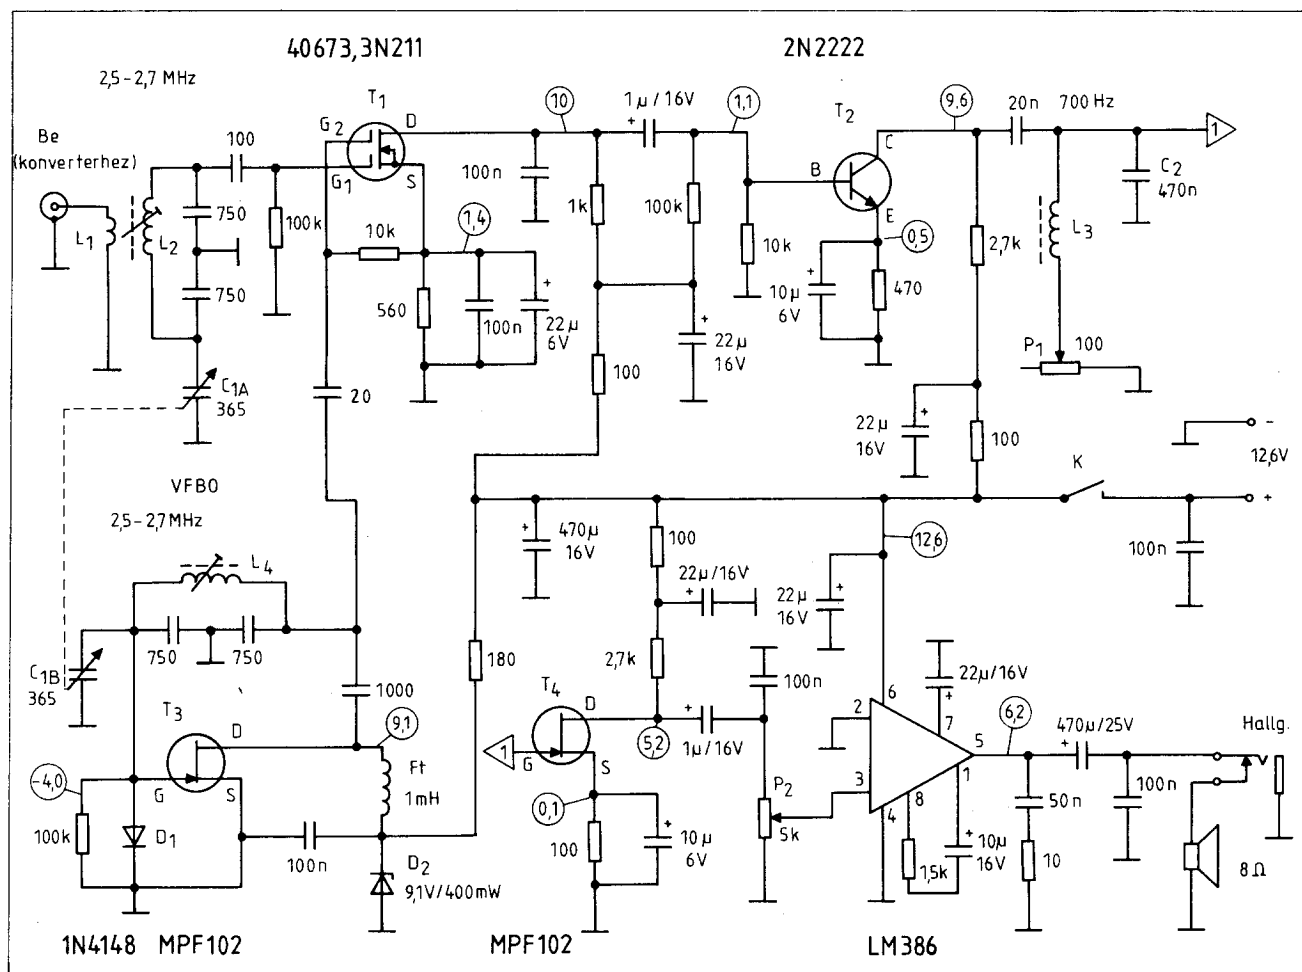 40673,3N211
2N2222
2,5–2,7 MHz
Be
(konverterhez)
T1
G2
D
G1
S
100
10
1µ/16V
+
1,1
T2
C
B
E
9,6
20n
700 Hz
1
C2
470n
L1
L2
750
750
100k
10k
1,4
100n
1k
100k
10k
0,5
2,7k
L3
560
100n
+
22µ
6V
+
22µ
16V
+
10µ
6V
470
P1
100
C1A
365
20
100
+
22µ
16V
100
–
12,6V
+
K
VFBO
2,5–2,7MHz
L4
+
470µ
16V
100
12,6
100n
+
22µ/16V
+
22µ
16V
C1B
365
750
750
1000
180
2,7k
100n
22µ/16V
+
T3
D
G
S
9,1
T4
D
G
S
1
5,2
+
1µ/16V
2
6
7
5
3
4
8
1
6,2
+
470µ/25V
Hallg.
-4,0
100k
D1
Ft
1mH
100n
D2
9,1V/400mW
0,1
100
+
10µ
6V
P2
5k
1,5k
+
10µ
16V
50n
10
100n
8Ω
1N4148
MPF102
MPF102
LM386